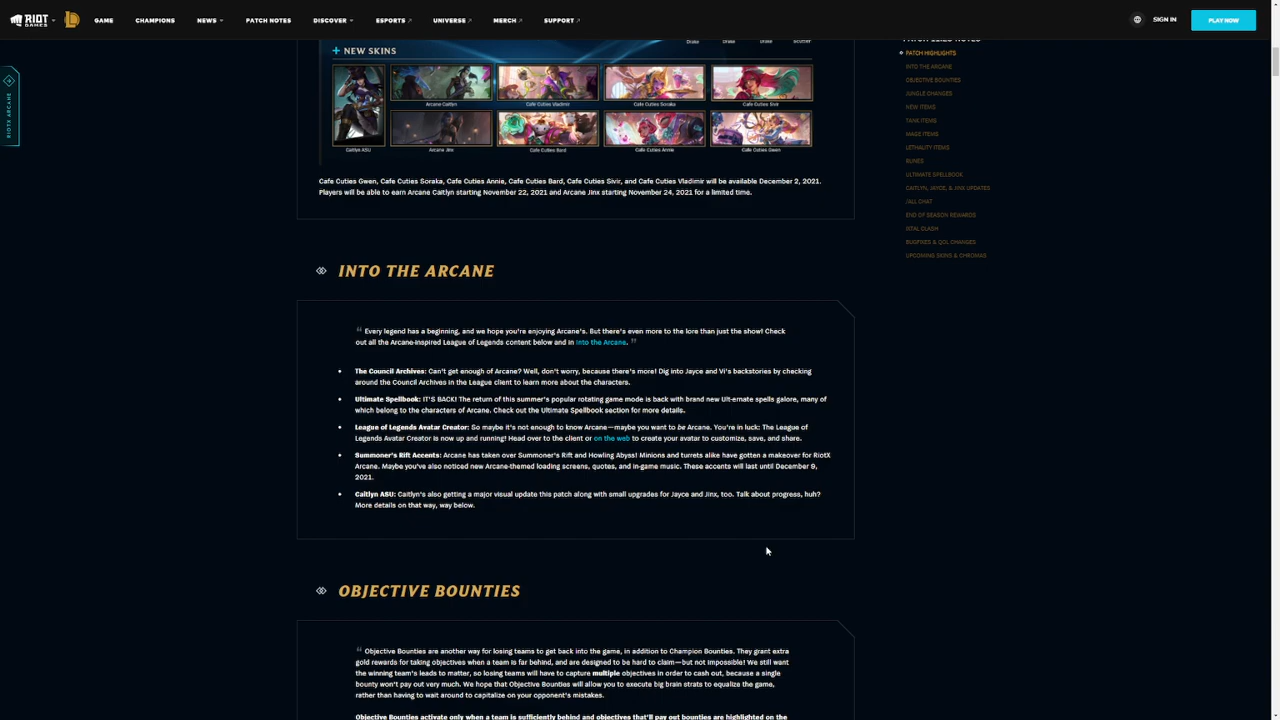 RIOT GAMES
GAME
CHAMPIONS
NEWS
PATCH NOTES
DISCOVER
ESPORTS
UNIVERSE
MERCH
SUPPORT
SIGN IN
PLAY NOW
RIOTX ARCANE
Drake Drake Drake Scuttler
NEW SKINS
Arcane Caitlyn
Cafe Cuties Vladimir
Cafe Cuties Soraka
Cafe Cuties Sivir
Caitlyn ASU
Arcane Jinx
Cafe Cuties Bard
Cafe Cuties Annie
Cafe Cuties Gwen
Cafe Cuties Gwen, Cafe Cuties Soraka, Cafe Cuties Annie, Cafe Cuties Bard, Cafe Cuties Sivir, and Cafe Cuties Vladimir will be available December 2, 2021.
Players will be able to earn Arcane Caitlyn starting November 22, 2021 and Arcane Jinx starting November 24, 2021 for a limited time.
INTO THE ARCANE
“ Every legend has a beginning, and we hope you're enjoying Arcane's. But there's even more to the lore than just the show! Check
out all the Arcane-inspired League of Legends content below and in Into the Arcane. ”
• The Council Archives: Can't get enough of Arcane? Well, don't worry, because there's more! Dig into Jayce and Vi's backstories by checking
around the Council Archives in the League client to learn more about the characters.
• Ultimate Spellbook: IT'S BACK! The return of this summer's popular rotating game mode is back with brand new Ult-ernate spells galore, many of
which belong to the characters of Arcane. Check out the Ultimate Spellbook section for more details.
• League of Legends Avatar Creator: So maybe it's not enough to know Arcane—maybe you want to be Arcane. You're in luck: The League of
Legends Avatar Creator is now up and running! Head over to the client or on the web to create your avatar to customize, save, and share.
• Summoner's Rift Accents: Arcane has taken over Summoner's Rift and Howling Abyss! Minions and turrets alike have gotten a makeover for RiotX
Arcane. Maybe you've also noticed new Arcane-themed loading screens, quotes, and in-game music. These accents will last until December 9,
2021.
• Caitlyn ASU: Caitlyn's also getting a major visual update this patch along with small upgrades for Jayce and Jinx, too. Talk about progress, huh?
More details on that way, way below.
OBJECTIVE BOUNTIES
“ Objective Bounties are another way for losing teams to get back into the game, in addition to Champion Bounties. They grant extra
gold rewards for taking objectives when a team is far behind, and are designed to be hard to claim—but not impossible! We still want
the winning team's leads to matter, so losing teams will have to capture multiple objectives in order to cash out, because a single
bounty won't pay out very much. We hope that Objective Bounties will allow you to execute big brain strats to equalize the game,
rather than having to wait around to capitalize on your opponent's mistakes.
Objective Bounties activate only when a team is sufficiently behind and objectives that'll pay out bounties are highlighted on the
PATCH HIGHLIGHTS
INTO THE ARCANE
OBJECTIVE BOUNTIES
JUNGLE CHANGES
NEW ITEMS
TANK ITEMS
MAGE ITEMS
LETHALITY ITEMS
RUNES
ULTIMATE SPELLBOOK
CAITLYN, JAYCE, & JINX UPDATES
/ALL CHAT
END OF SEASON REWARDS
IXTAL CLASH
BUGFIXES & QOL CHANGES
UPCOMING SKINS & CHROMAS